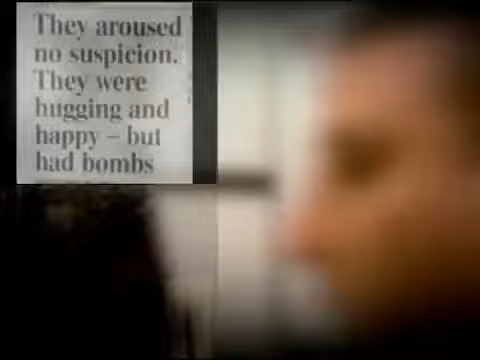 They aroused
no suspicion.
They were
hugging and
happy – but
had bombs